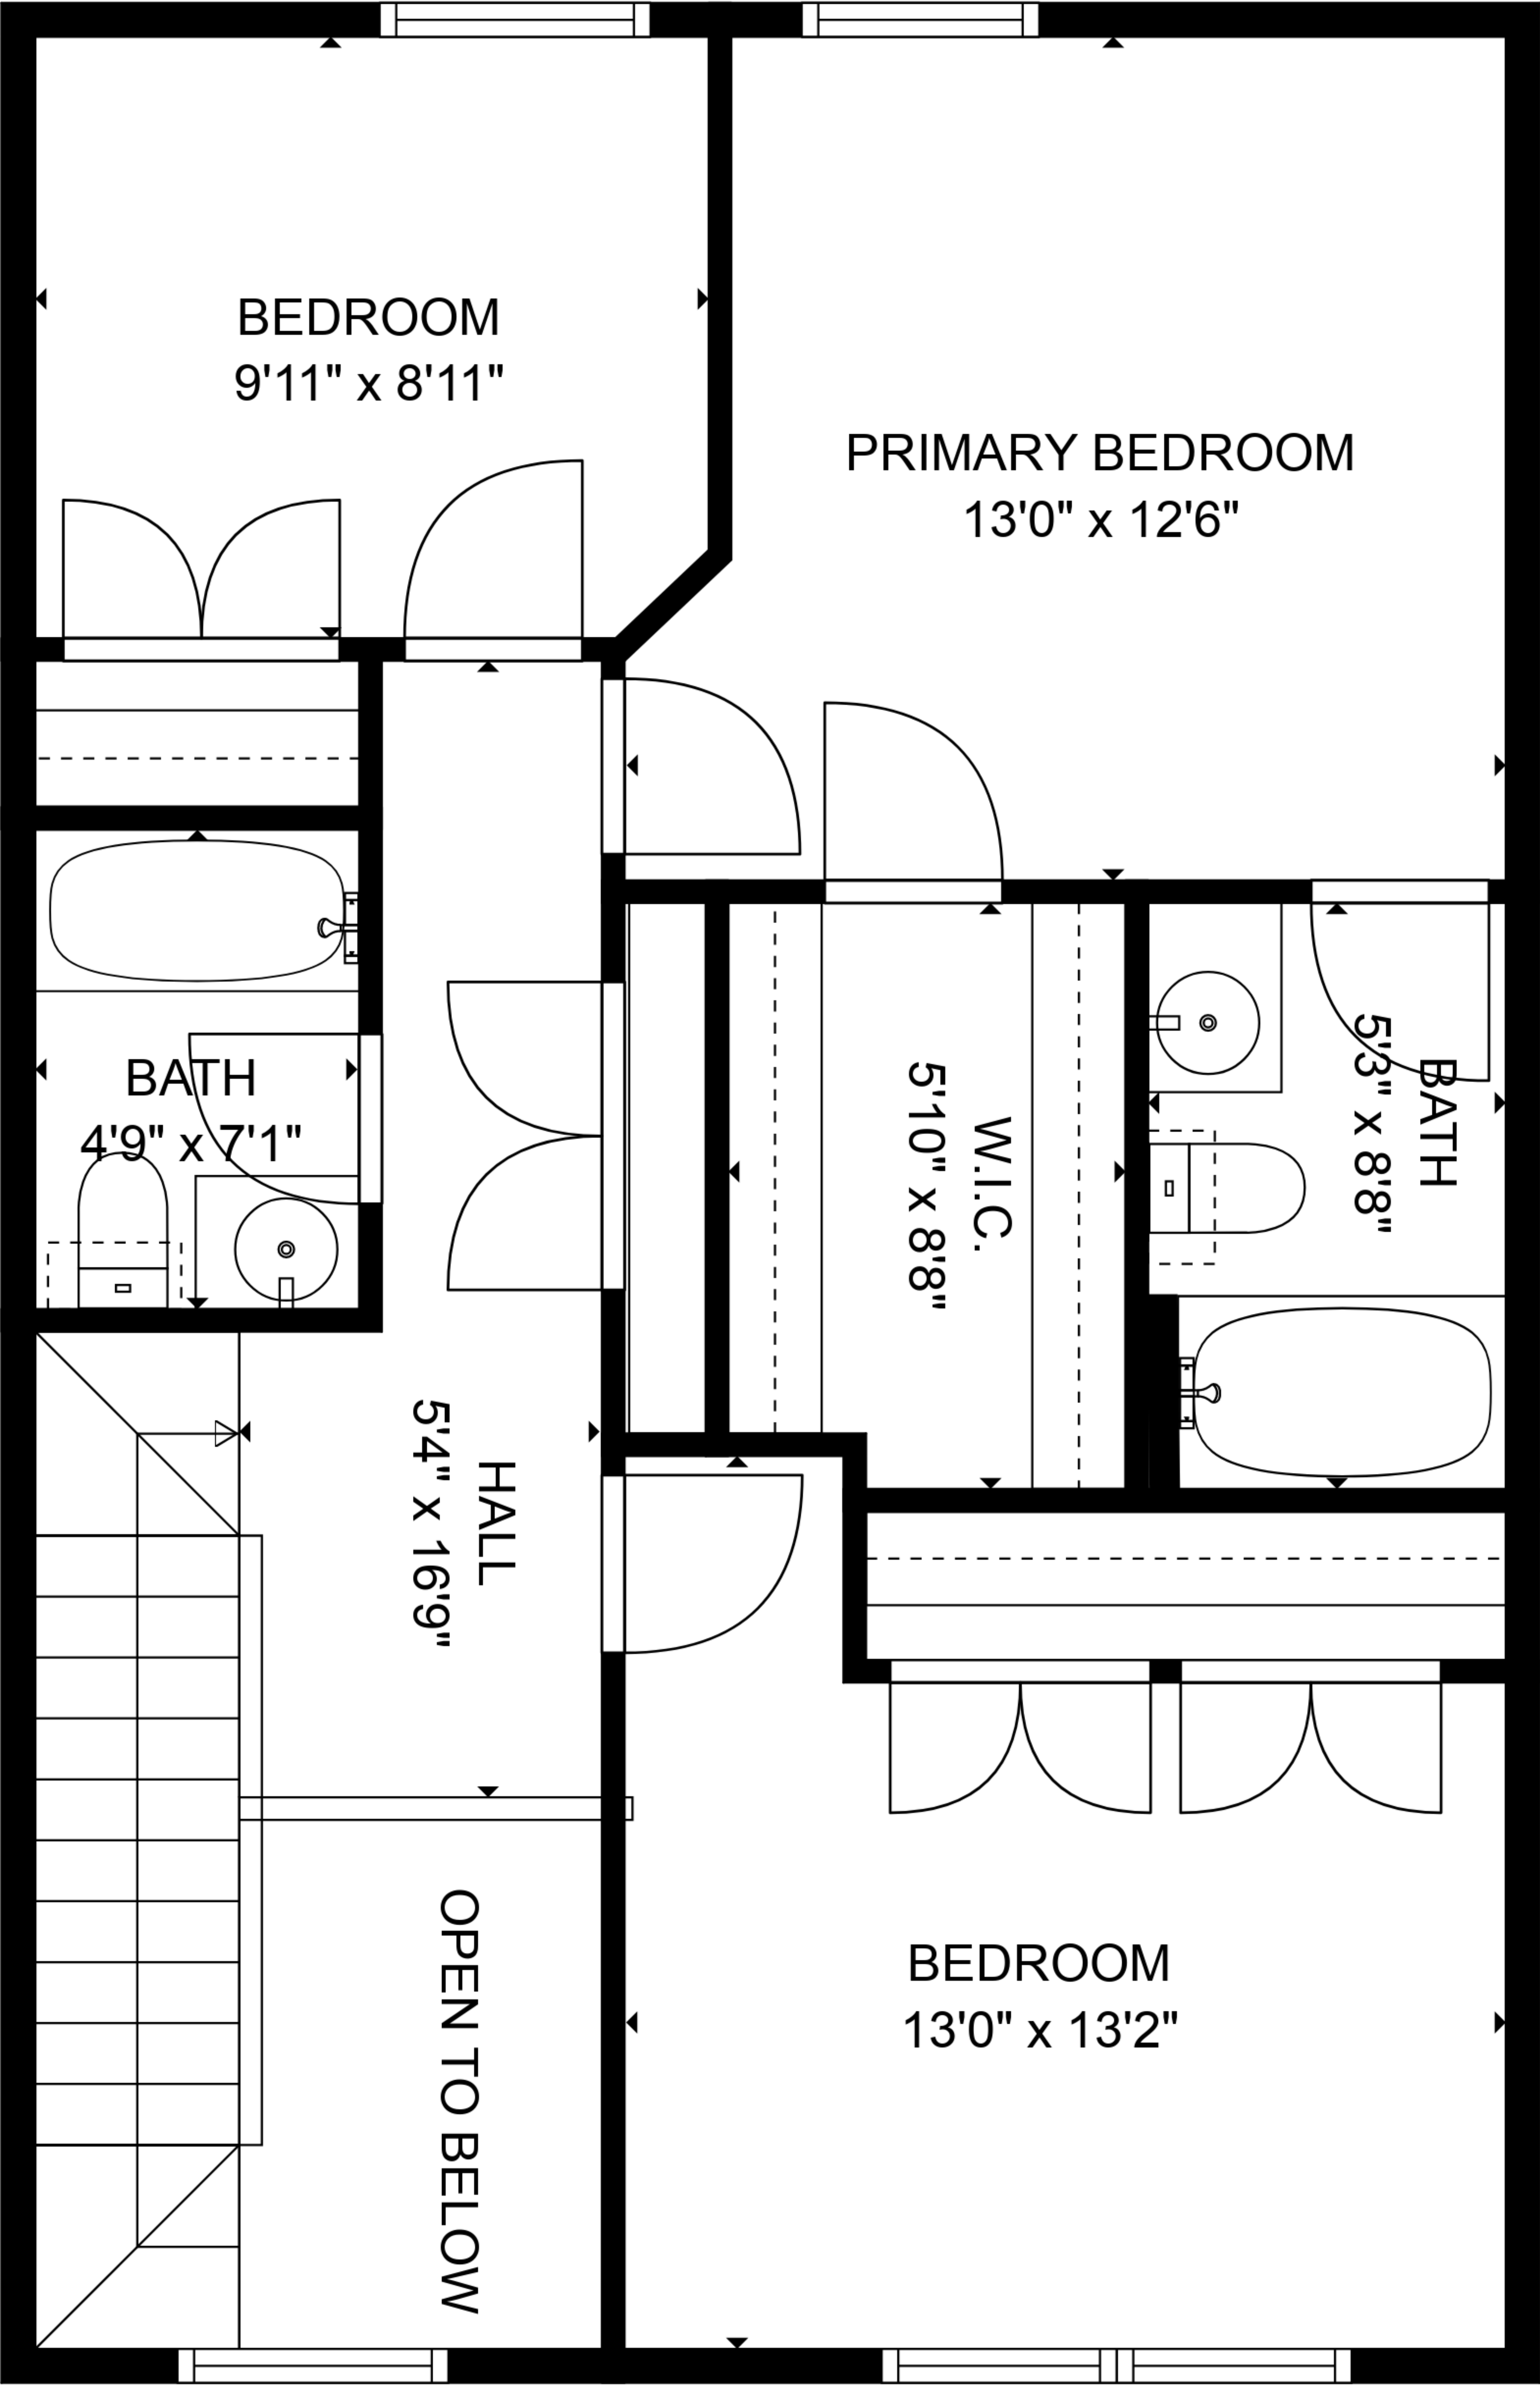 BEDROOM
9'11" x 8'11"
PRIMARY BEDROOM
13'0" x 12'6"
BATH
4'9" x 7'1"
W.I.C.
5'10" x 8'8"
BATH
5'3" x 8'8"
HALL
5'4" x 16'9"
OPEN TO BELOW
BEDROOM
13'0" x 13'2"